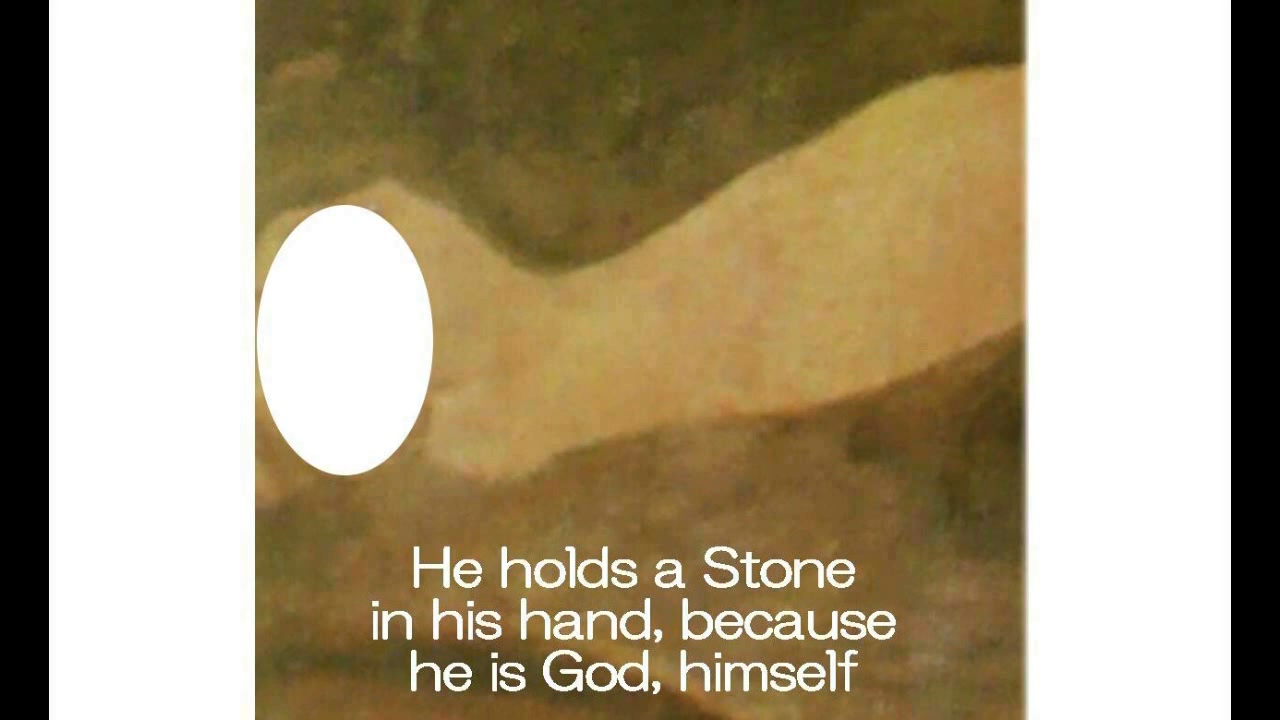 He holds a Stone
in his hand, because
he is God, himself